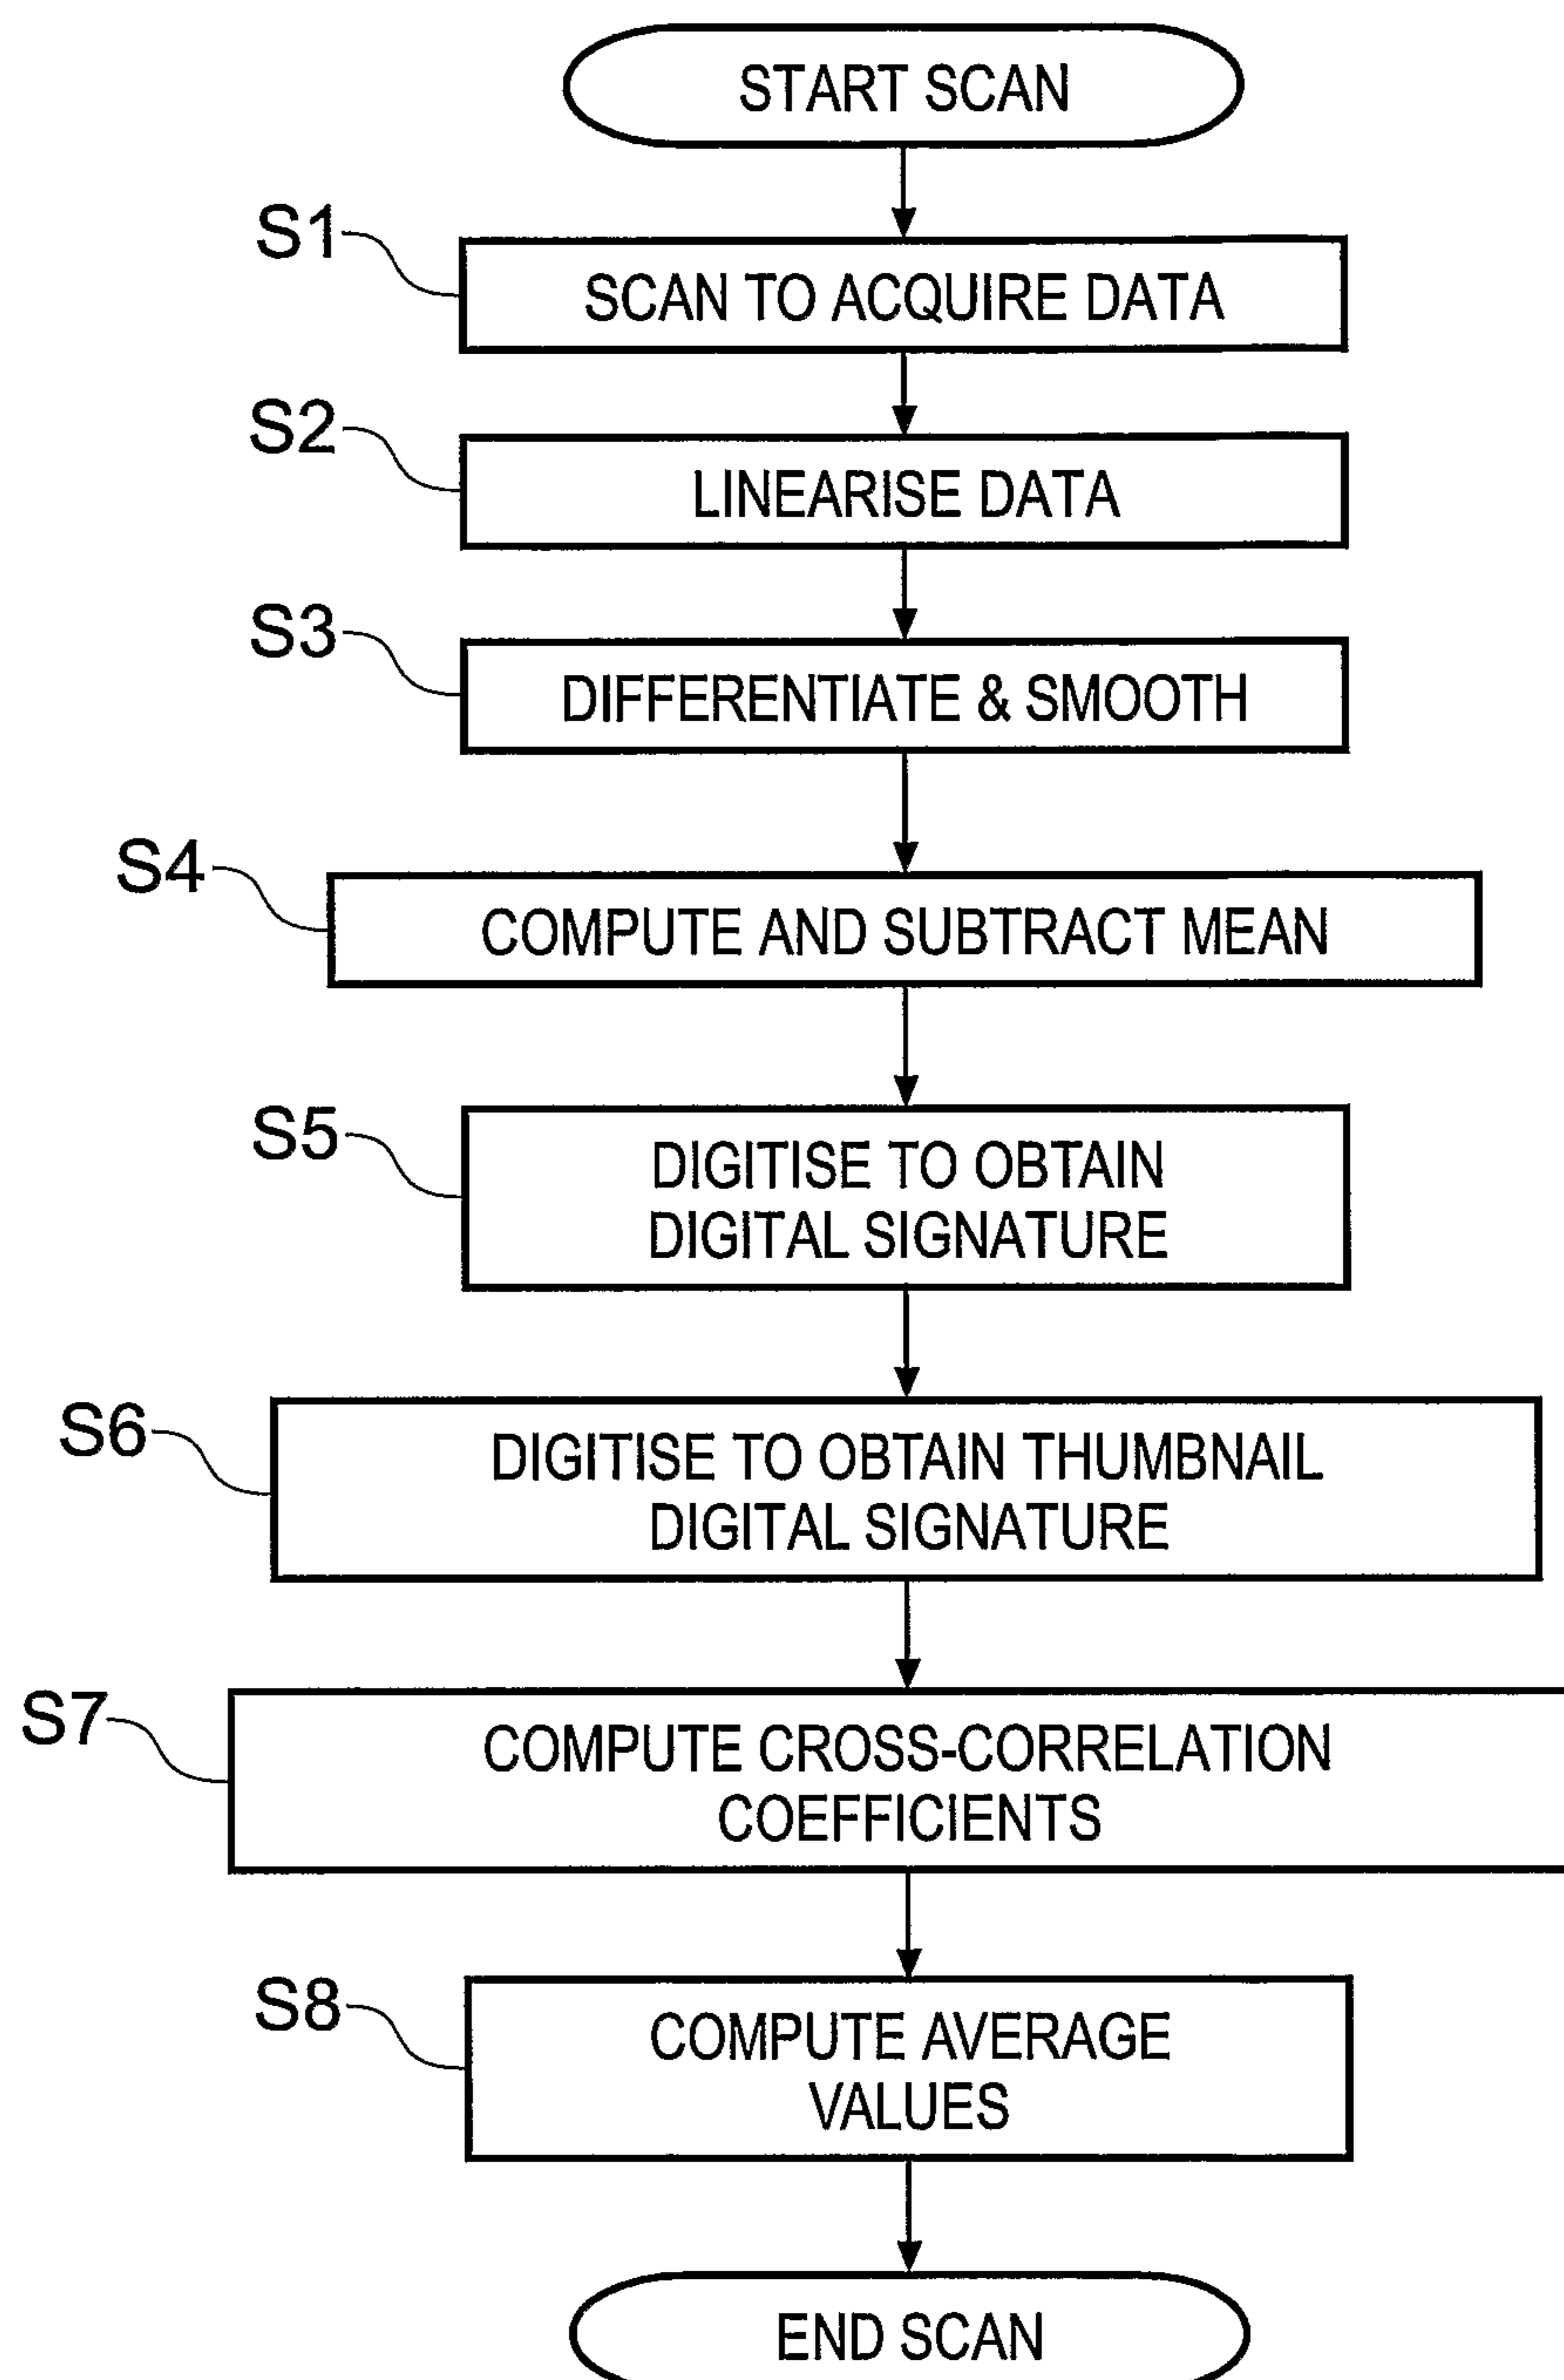 START SCAN
S1
SCAN TO ACQUIRE DATA
S2
LINEARISE DATA
S3
DIFFERENTIATE & SMOOTH
S4
COMPUTE AND SUBTRACT MEAN
S5
DIGITISE TO OBTAIN
DIGITAL SIGNATURE
S6
DIGITISE TO OBTAIN THUMBNAIL
DIGITAL SIGNATURE
S7
COMPUTE CROSS-CORRELATION
COEFFICIENTS
S8
COMPUTE AVERAGE
VALUES
END SCAN